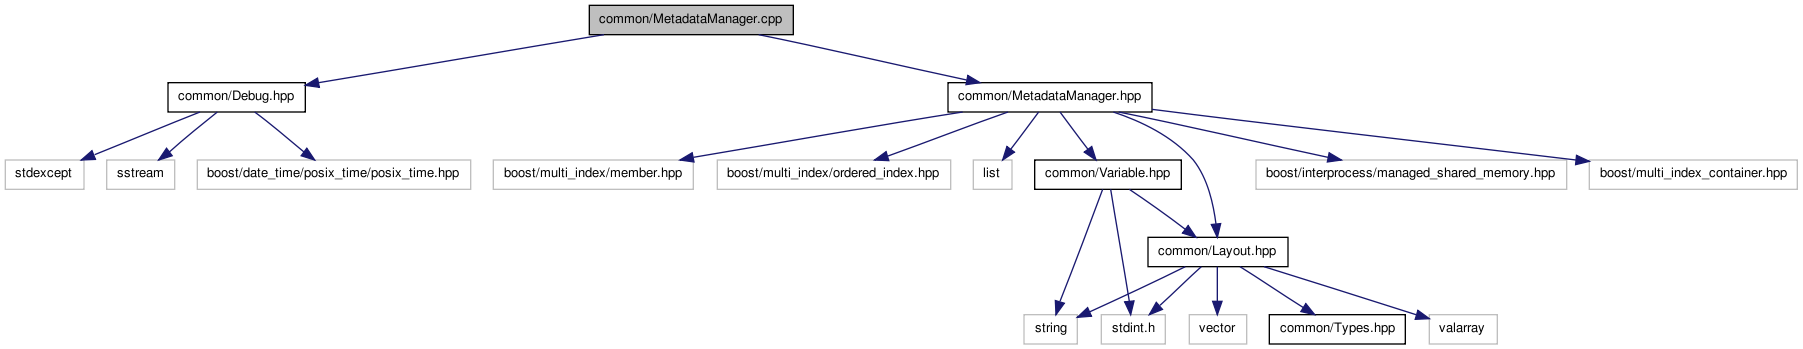 common/MetadataManager.cpp
common/Debug.hpp
common/MetadataManager.hpp
stdexcept
sstream
boost/date_time/posix_time/posix_time.hpp
boost/multi_index/member.hpp
boost/multi_index/ordered_index.hpp
list
common/Variable.hpp
boost/interprocess/managed_shared_memory.hpp
boost/multi_index_container.hpp
common/Layout.hpp
string
stdint.h
vector
common/Types.hpp
valarray